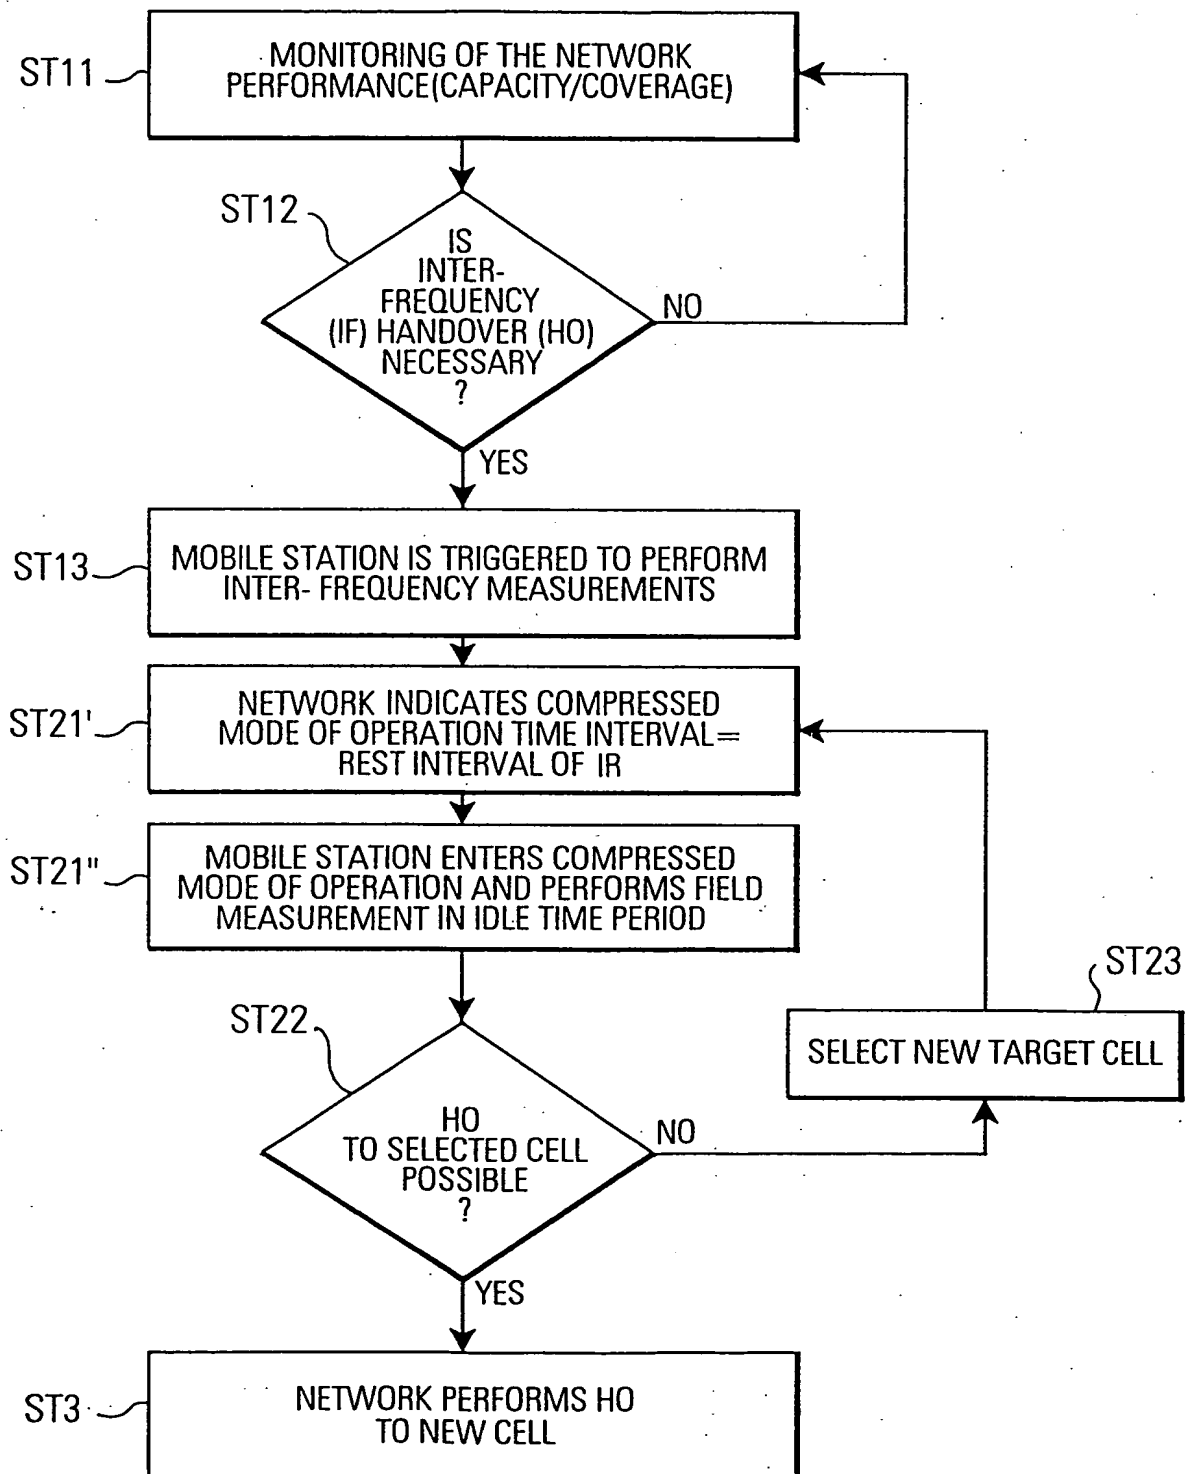 ST11
MONITORING OF THE NETWORK
PERFORMANCE(CAPACITY/COVERAGE)
ST12
IS
INTER-
FREQUENCY
(IF) HANDOVER (HO)
NECESSARY
?
NO
YES
ST13
MOBILE STATION IS TRIGGERED TO PERFORM
INTER- FREQUENCY MEASUREMENTS
ST21'
NETWORK INDICATES COMPRESSED
MODE OF OPERATION TIME INTERVAL=
REST INTERVAL OF IR
ST21"
MOBILE STATION ENTERS COMPRESSED
MODE OF OPERATION AND PERFORMS FIELD
MEASUREMENT IN IDLE TIME PERIOD
ST22
HO
TO SELECTED CELL
POSSIBLE
?
NO
ST23
SELECT NEW TARGET CELL
YES
ST3
NETWORK PERFORMS HO
TO NEW CELL